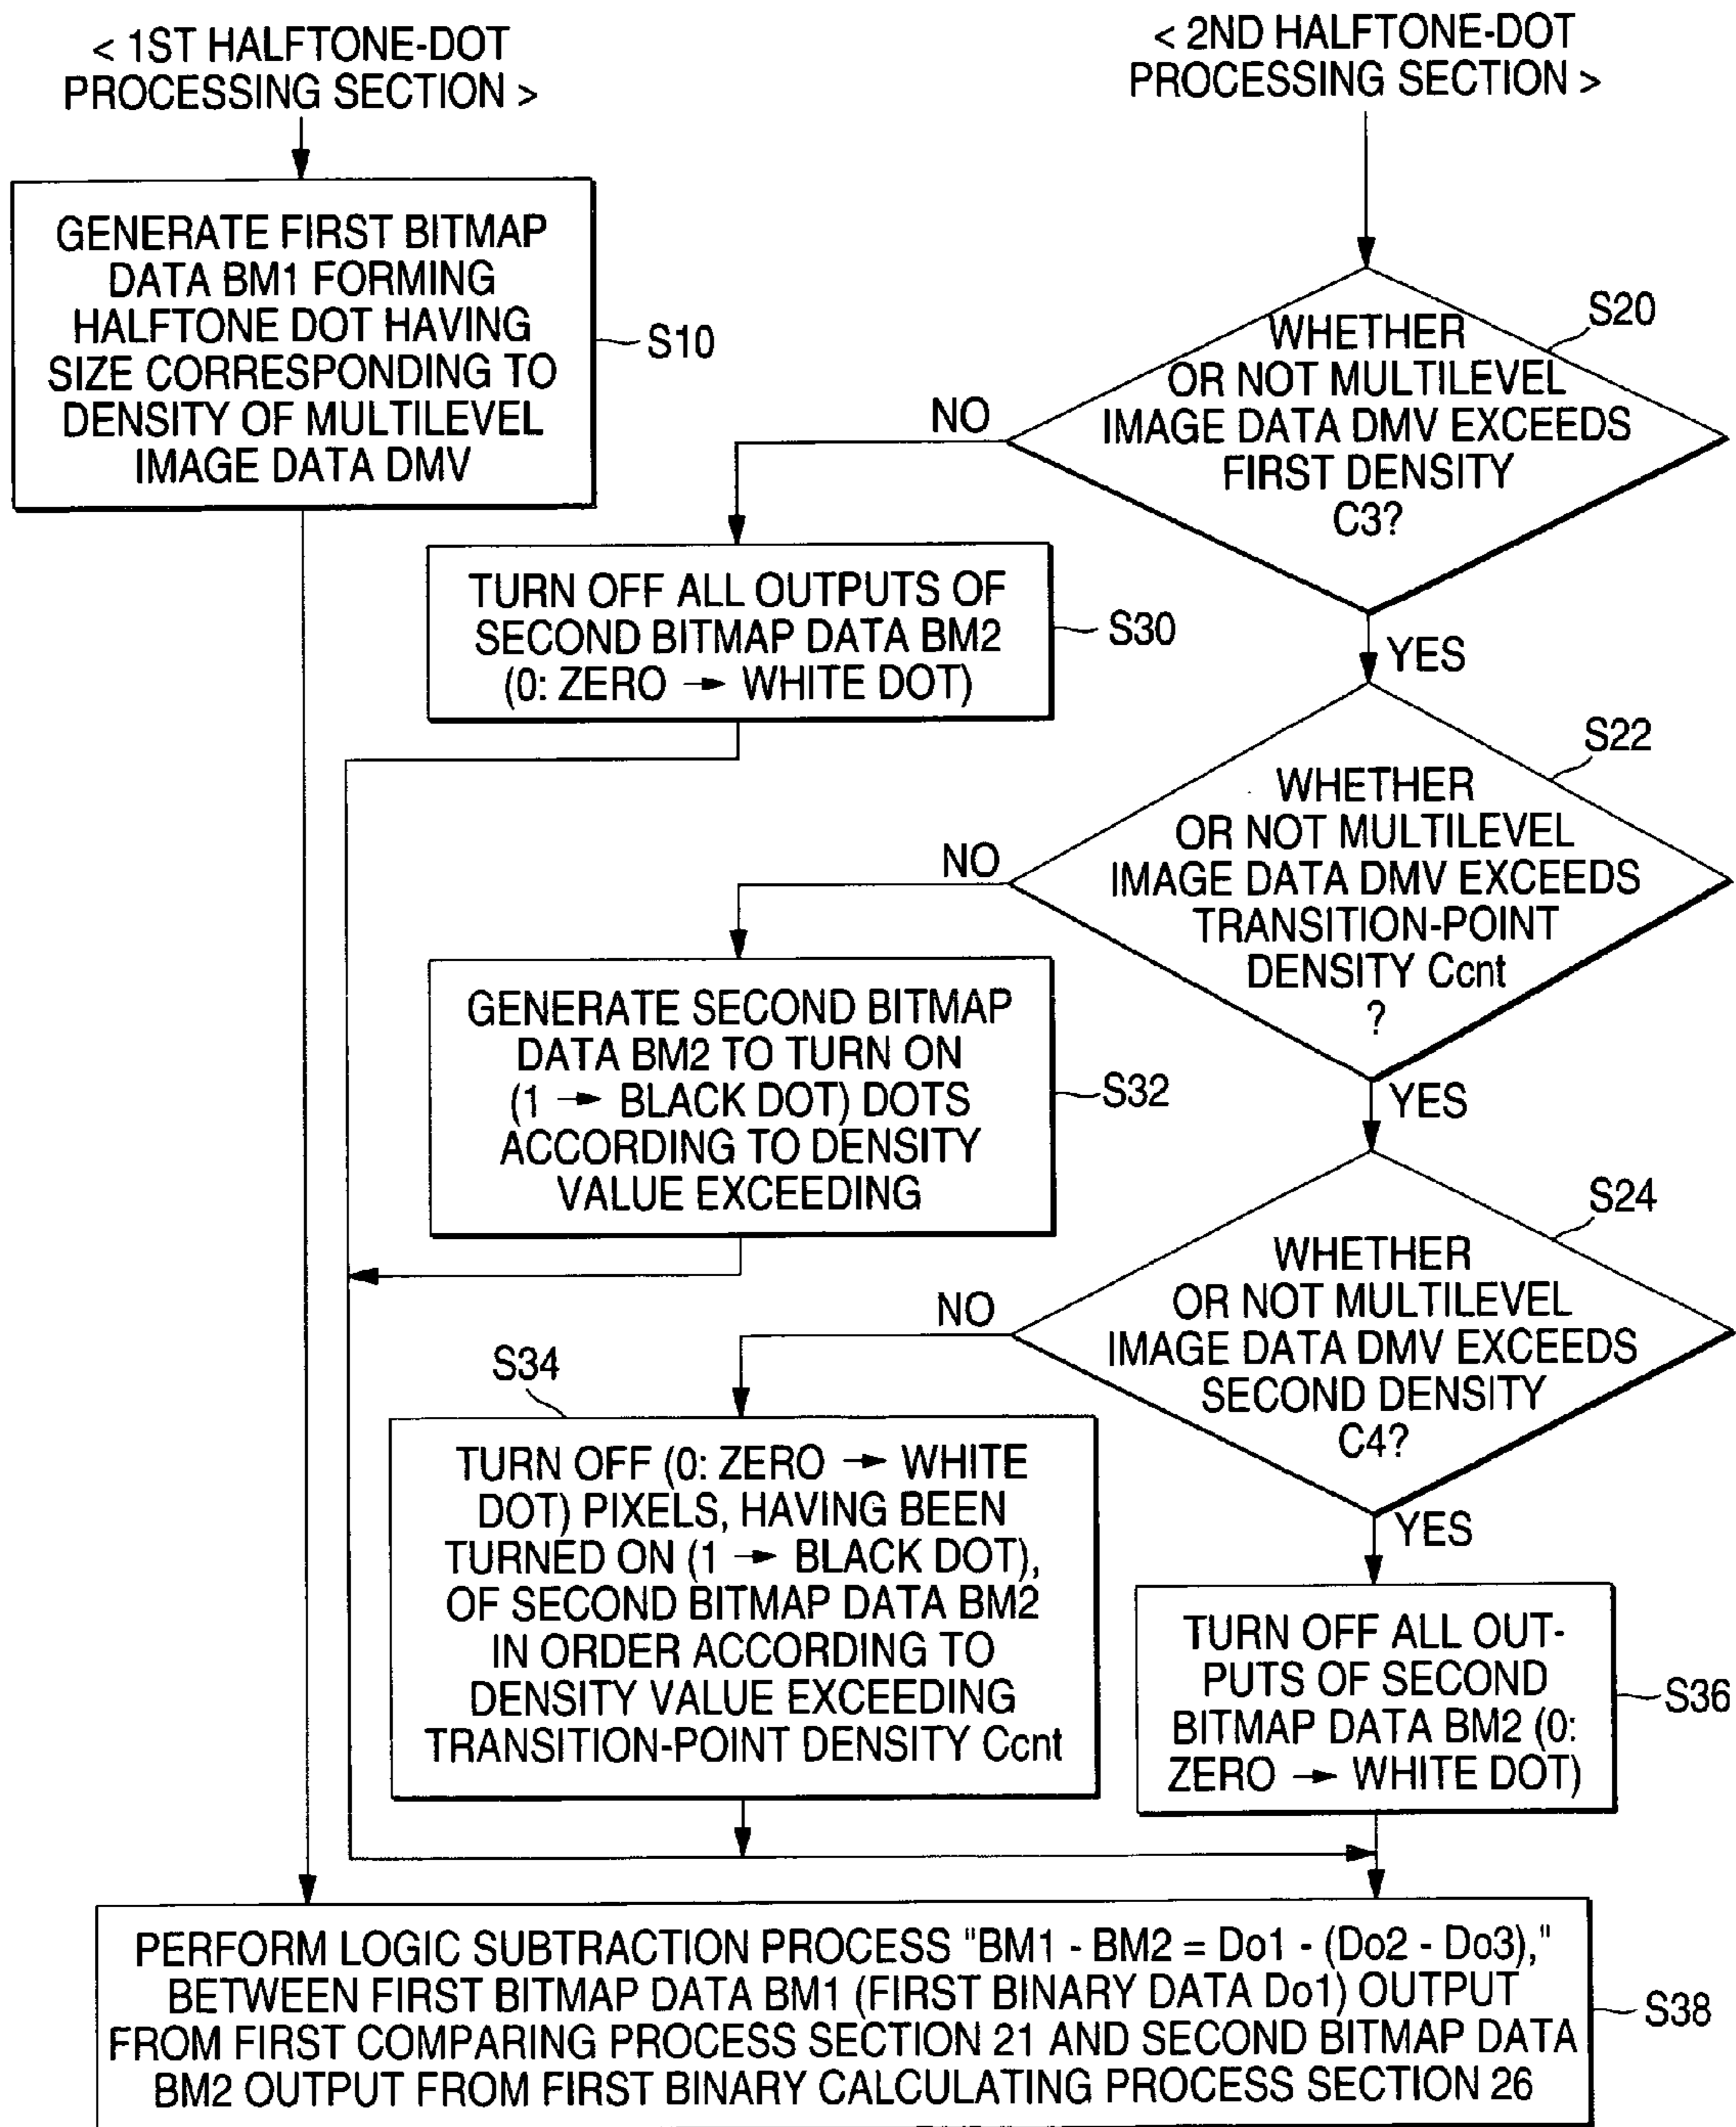 < 1ST HALFTONE-DOT
PROCESSING SECTION >
GENERATE FIRST BITMAP
DATA BM1 FORMING
HALFTONE DOT HAVING
SIZE CORRESPONDING TO
DENSITY OF MULTILEVEL
IMAGE DATA DMV
S10
< 2ND HALFTONE-DOT
PROCESSING SECTION >
S20
WHETHER
OR NOT MULTILEVEL
IMAGE DATA DMV EXCEEDS
FIRST DENSITY
C3?
NO
YES
TURN OFF ALL OUTPUTS OF
SECOND BITMAP DATA BM2
(0: ZERO → WHITE DOT)
S30
S22
WHETHER
OR NOT MULTILEVEL
IMAGE DATA DMV EXCEEDS
TRANSITION-POINT
DENSITY Ccnt
?
NO
YES
GENERATE SECOND BITMAP
DATA BM2 TO TURN ON
(1 → BLACK DOT) DOTS
ACCORDING TO DENSITY
VALUE EXCEEDING
S32
S24
WHETHER
OR NOT MULTILEVEL
IMAGE DATA DMV EXCEEDS
SECOND DENSITY
C4?
NO
YES
S34
TURN OFF (0: ZERO → WHITE
DOT) PIXELS, HAVING BEEN
TURNED ON (1 → BLACK DOT),
OF SECOND BITMAP DATA BM2
IN ORDER ACCORDING TO
DENSITY VALUE EXCEEDING
TRANSITION-POINT DENSITY Ccnt
TURN OFF ALL OUT-
PUTS OF SECOND
BITMAP DATA BM2 (0:
ZERO → WHITE DOT)
S36
PERFORM LOGIC SUBTRACTION PROCESS "BM1 - BM2 = Do1 - (Do2 - Do3),"
BETWEEN FIRST BITMAP DATA BM1 (FIRST BINARY DATA Do1) OUTPUT
FROM FIRST COMPARING PROCESS SECTION 21 AND SECOND BITMAP DATA
BM2 OUTPUT FROM FIRST BINARY CALCULATING PROCESS SECTION 26
S38